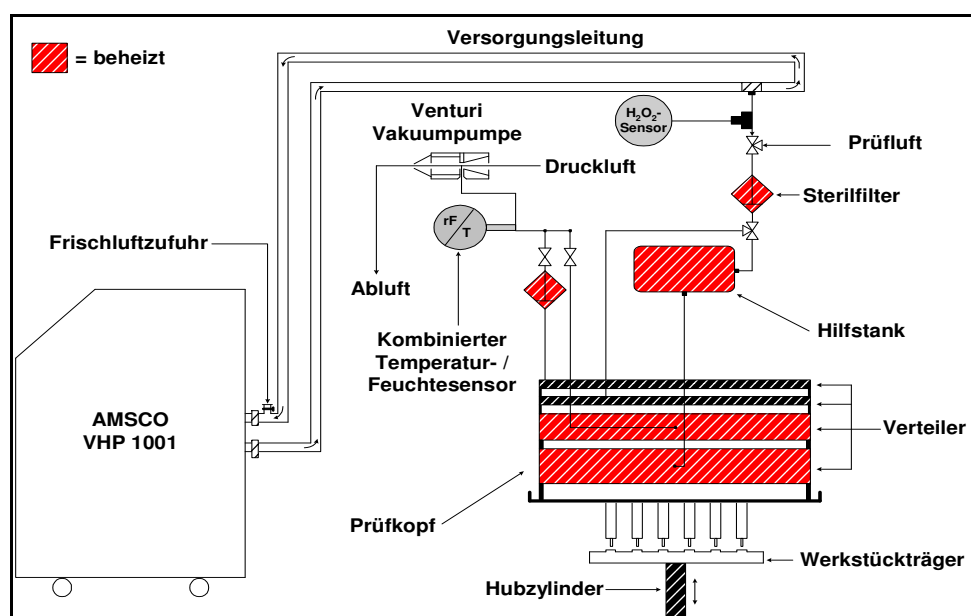 = beheizt
Versorgungsleitung
Venturi
Vakuumpumpe
H₂O₂-
Sensor
Prüfluft
Druckluft
Sterilfilter
rF
T
Frischluftzufuhr
Abluft
Hilfstank
Kombinierter
Temperatur- /
Feuchtesensor
AMSCO
VHP 1001
Verteiler
Prüfkopf
Werkstückträger
Hubzylinder